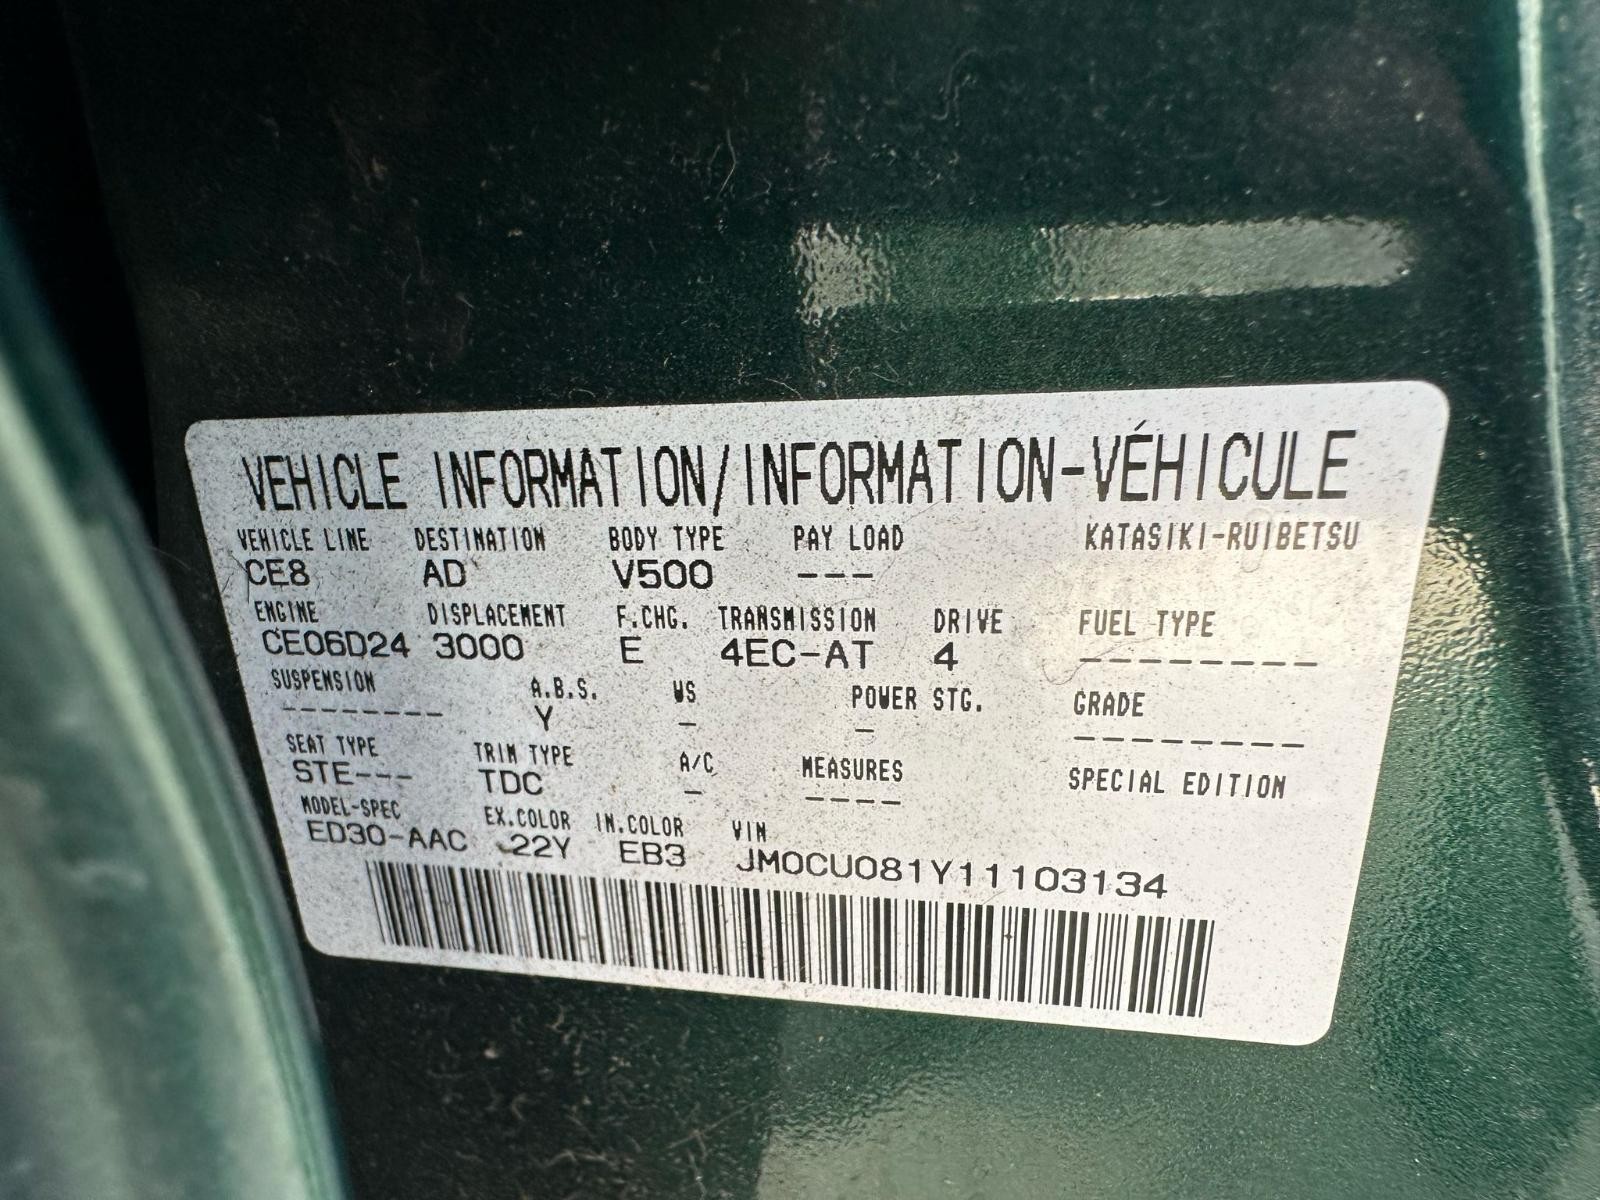 VEHICLE INFORMATION/INFORMATION-VÉHICULE
VEHICLE LINE DESTINATION BODY TYPE PAY LOAD KATASIKI-RUIBETSU
CE8 AD V500 ---
ENGINE DISPLACEMENT F.CHG. TRANSMISSION DRIVE FUEL TYPE
CE06D24 3000 E 4EC-AT 4 --------
SUSPENSION A.B.S. WS POWER STG. GRADE
-------- Y - - --------
SEAT TYPE TRIM TYPE A/C MEASURES SPECIAL EDITION
STE--- TDC - ----
MODEL-SPEC EX.COLOR IN.COLOR VIN
ED30-AAC 22Y EB3 JM0CU081Y11103134